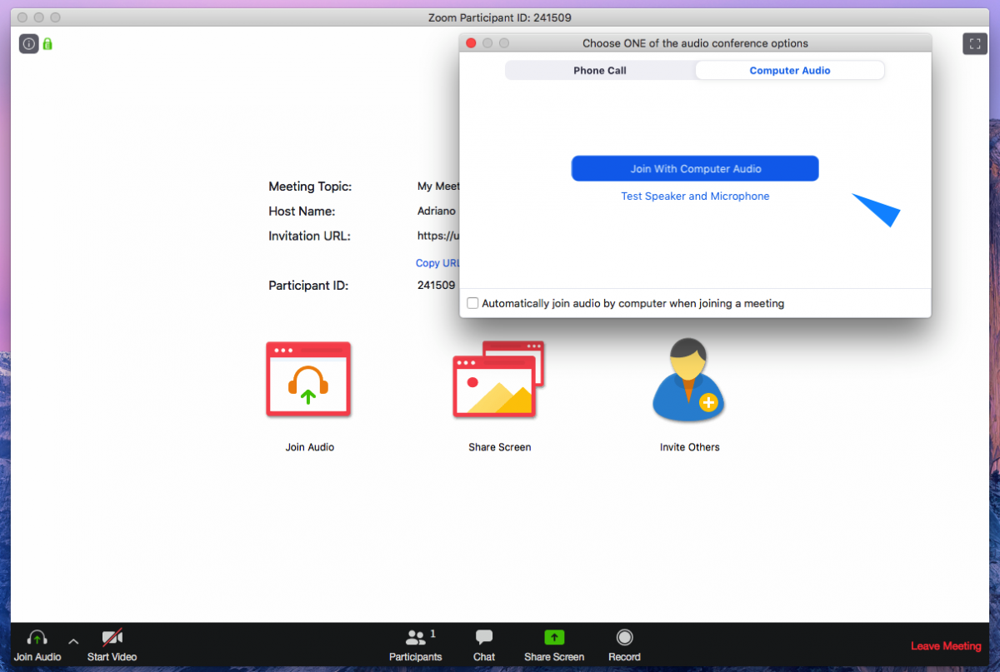 Zoom Participant ID: 241509
Choose ONE of the audio conference options
Phone Call
Computer Audio
Join With Computer Audio
Test Speaker and Microphone
Automatically join audio by computer when joining a meeting
Meeting Topic: My Meet
Host Name: Adriano
Invitation URL: https://u
Copy URL
Participant ID: 241509
Join Audio
Share Screen
Invite Others
Join Audio
Start Video
1
Participants
Chat
Share Screen
Record
Leave Meeting